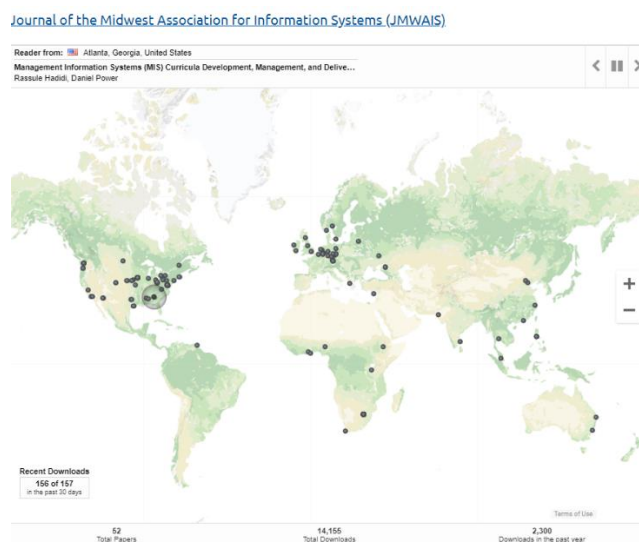 Journal of the Midwest Association for Information Systems (JMWAIS)
Reader from: Atlanta, Georgia, United States
Management Information Systems (MIS) Curricula Development, Management, and Delive...
Rassule Hadidi, Daniel Power
+
−
Recent Downloads
156 of 157
in the past 30 days
Terms of Use
52 14,155 2,300
Total Papers Total Downloads Downloads in the past year